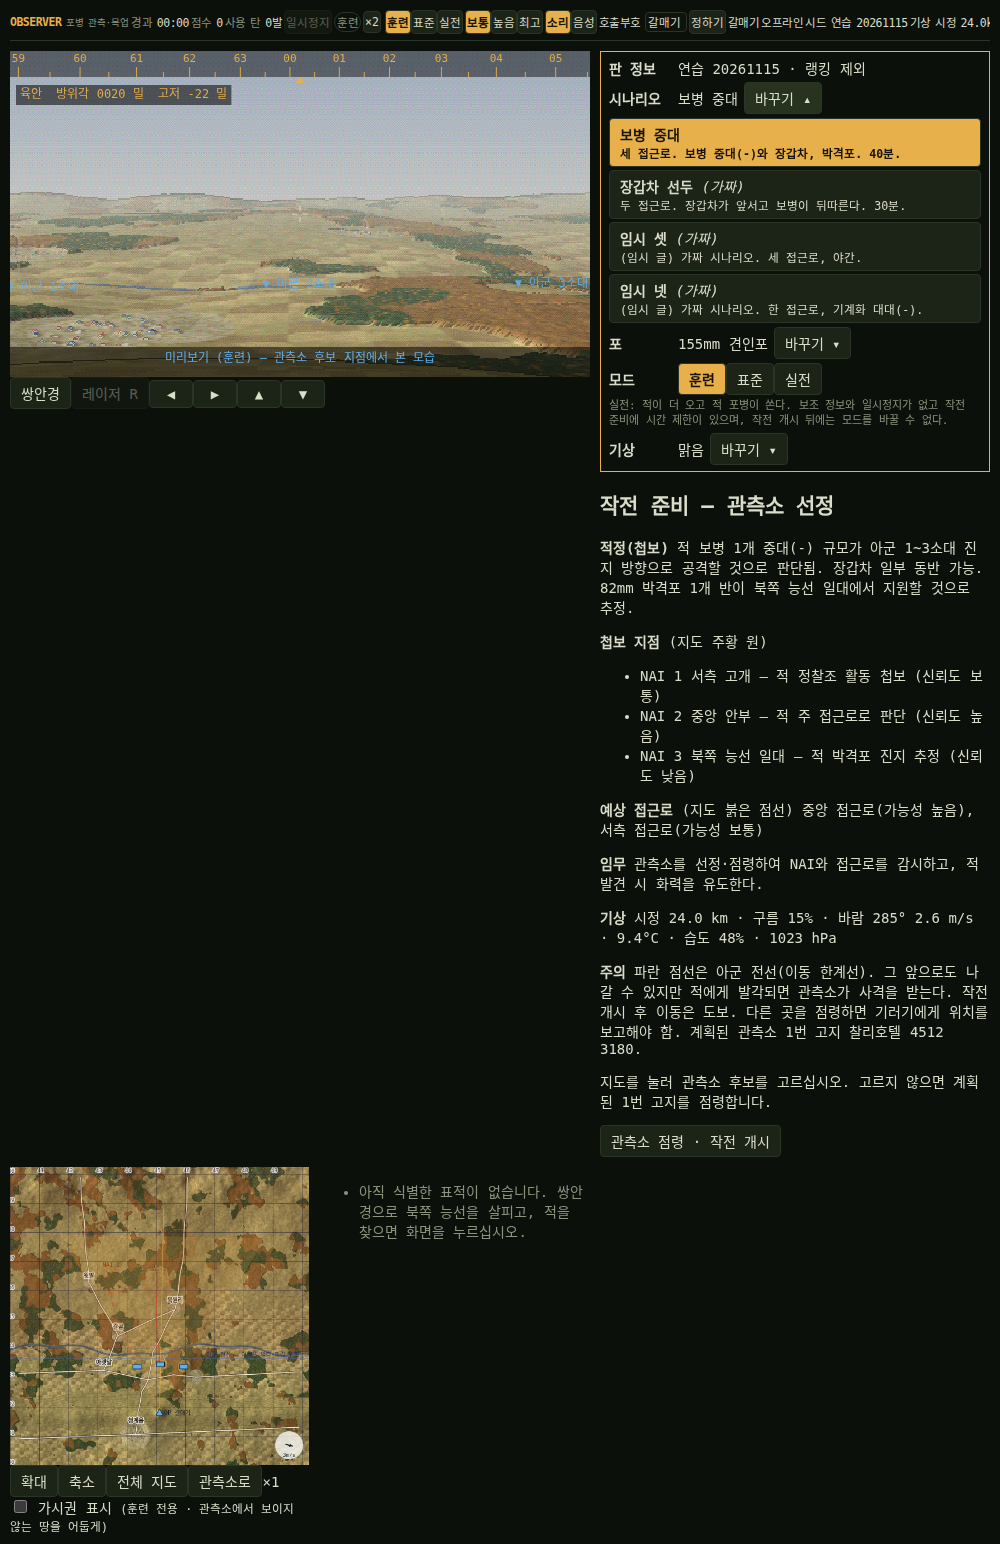 OBSERVER 포병 관측·목업 경과 00:00 점수 0 사용 탄 0발 일시정지 훈련 ×2 훈련 표준 실전 보통 높음 최고 소리 음성 호출부호 갈매기 정하기 갈매기 오프라인 시드 연습 20261115 기상 시정 24.0k
59 60 61 62 63 00 01 02 03 04 05
육안 방위각 0020 밀 고저 -22 밀
▼ 아군 3소대
미리보기 (훈련) — 관측소 후보 지점에서 본 모습
쌍안경 레이저 R ◀ ▶ ▲ ▼
판 정보 연습 20261115 · 랭킹 제외
시나리오 보병 중대 바꾸기 ▴
보병 중대
세 접근로. 보병 중대(-)와 장갑차, 박격포. 40분.
장갑차 선두 (가짜)
두 접근로. 장갑차가 앞서고 보병이 뒤따른다. 30분.
임시 셋 (가짜)
(임시 글) 가짜 시나리오. 세 접근로, 야간.
임시 넷 (가짜)
(임시 글) 가짜 시나리오. 한 접근로, 기계화 대대(-).
포 155mm 견인포 바꾸기 ▾
모드 훈련 표준 실전
실전: 적이 더 오고 적 포병이 쏜다. 보조 정보와 일시정지가 없고 작전
준비에 시간 제한이 있으며, 작전 개시 뒤에는 모드를 바꿀 수 없다.
기상 맑음 바꾸기 ▾
작전 준비 — 관측소 선정
적정(첩보) 적 보병 1개 중대(-) 규모가 아군 1~3소대 진
지 방향으로 공격할 것으로 판단됨. 장갑차 일부 동반 가능.
82mm 박격포 1개 반이 북쪽 능선 일대에서 지원할 것으로
추정.
첩보 지점 (지도 주황 원)
• NAI 1 서측 고개 — 적 정찰조 활동 첩보 (신뢰도 보
통)
• NAI 2 중앙 안부 — 적 주 접근로로 판단 (신뢰도 높
음)
• NAI 3 북쪽 능선 일대 — 적 박격포 진지 추정 (신뢰
도 낮음)
예상 접근로 (지도 붉은 점선) 중앙 접근로(가능성 높음),
서측 접근로(가능성 보통)
임무 관측소를 선정·점령하여 NAI와 접근로를 감시하고, 적
발견 시 화력을 유도한다.
기상 시정 24.0 km · 구름 15% · 바람 285° 2.6 m/s
· 9.4°C · 습도 48% · 1023 hPa
주의 파란 점선은 아군 전선(이동 한계선). 그 앞으로도 나
갈 수 있지만 적에게 발각되면 관측소가 사격을 받는다. 작전
개시 후 이동은 도보. 다른 곳을 점령하면 기러기에게 위치를
보고해야 함. 계획된 관측소 1번 고지 찰리호텔 4512
3180.
지도를 눌러 관측소 후보를 고르십시오. 고르지 않으면 계획
된 1번 고지를 점령합니다.
관측소 점령 · 작전 개시
• 아직 식별한 표적이 없습니다. 쌍안
경으로 북쪽 능선을 살피고, 적을
찾으면 화면을 누르십시오.
확대 축소 전체 지도 관측소로 ×1
가시권 표시 (훈련 전용 · 관측소에서 보이지
않는 땅을 어둡게)